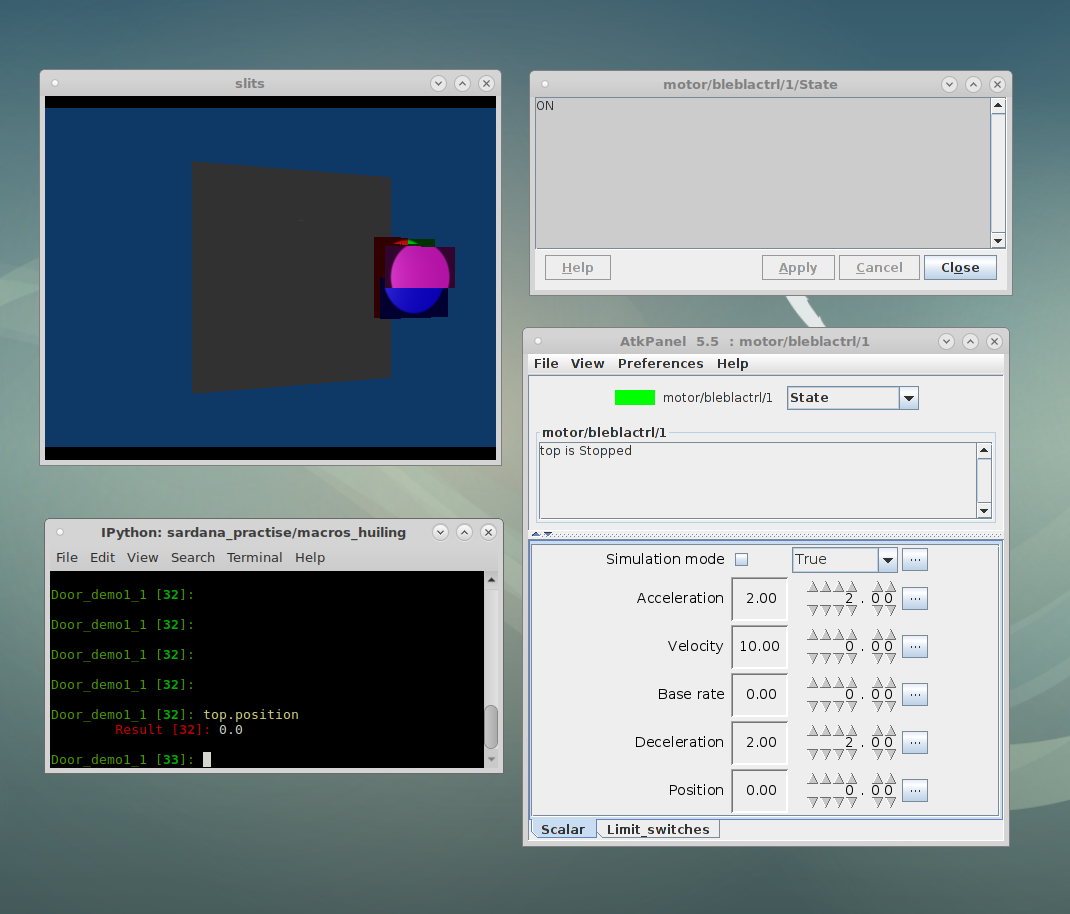 slits
motor/bleblactrl/1/State
ON
Help Apply Cancel Close
AtkPanel 5.5 : motor/bleblactrl/1
File View Preferences Help
motor/bleblactrl/1 State
motor/bleblactrl/1
top is Stopped
IPython: sardana_practise/macros_huiling
File Edit View Search Terminal Help
Door_demo1_1 [32]:
Door_demo1_1 [32]:
Door_demo1_1 [32]:
Door_demo1_1 [32]:
Door_demo1_1 [32]: top.position
Result [32]: 0.0
Door_demo1_1 [33]:
Simulation mode True ...
Acceleration 2.00 2.00 ...
Velocity 10.00 0.00 ...
Base rate 0.00 0.00 ...
Deceleration 2.00 2.00 ...
Position 0.00 0.00 ...
Scalar Limit_switches